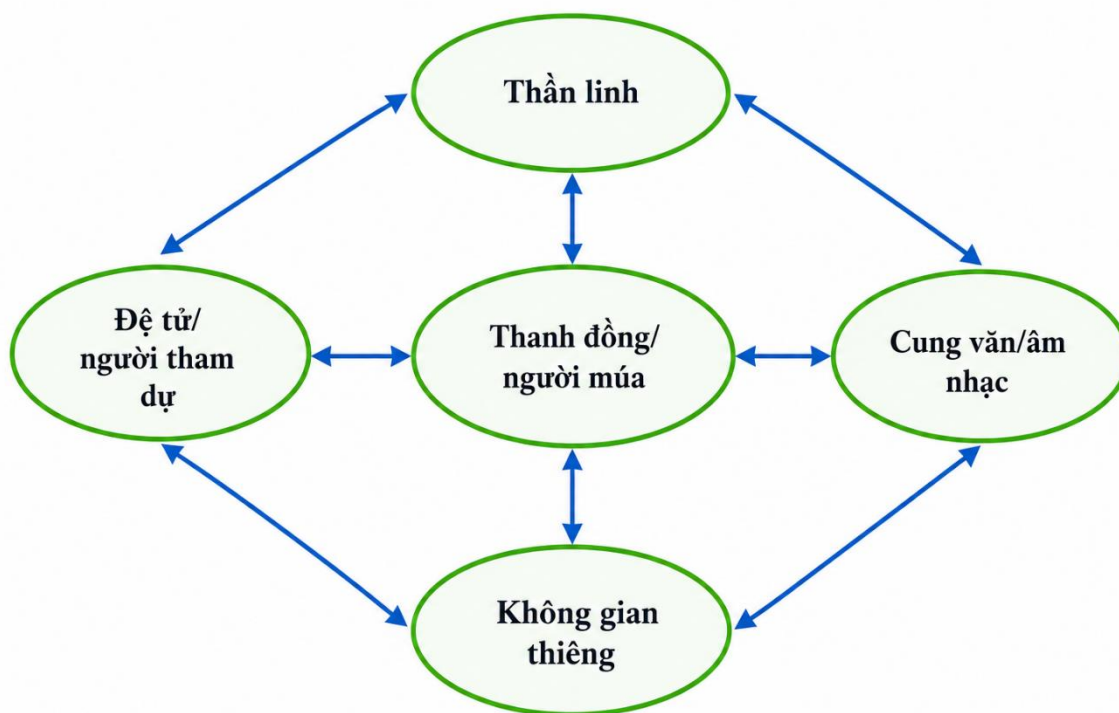 Thần linh
Đệ tử/
người tham
dự
Thanh đồng/
người múa
Cung văn/âm
nhạc
Không gian
thiêng